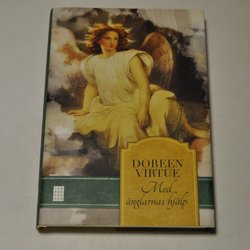 DOREEN
VIRTUE
Med
änglarnas hjälp